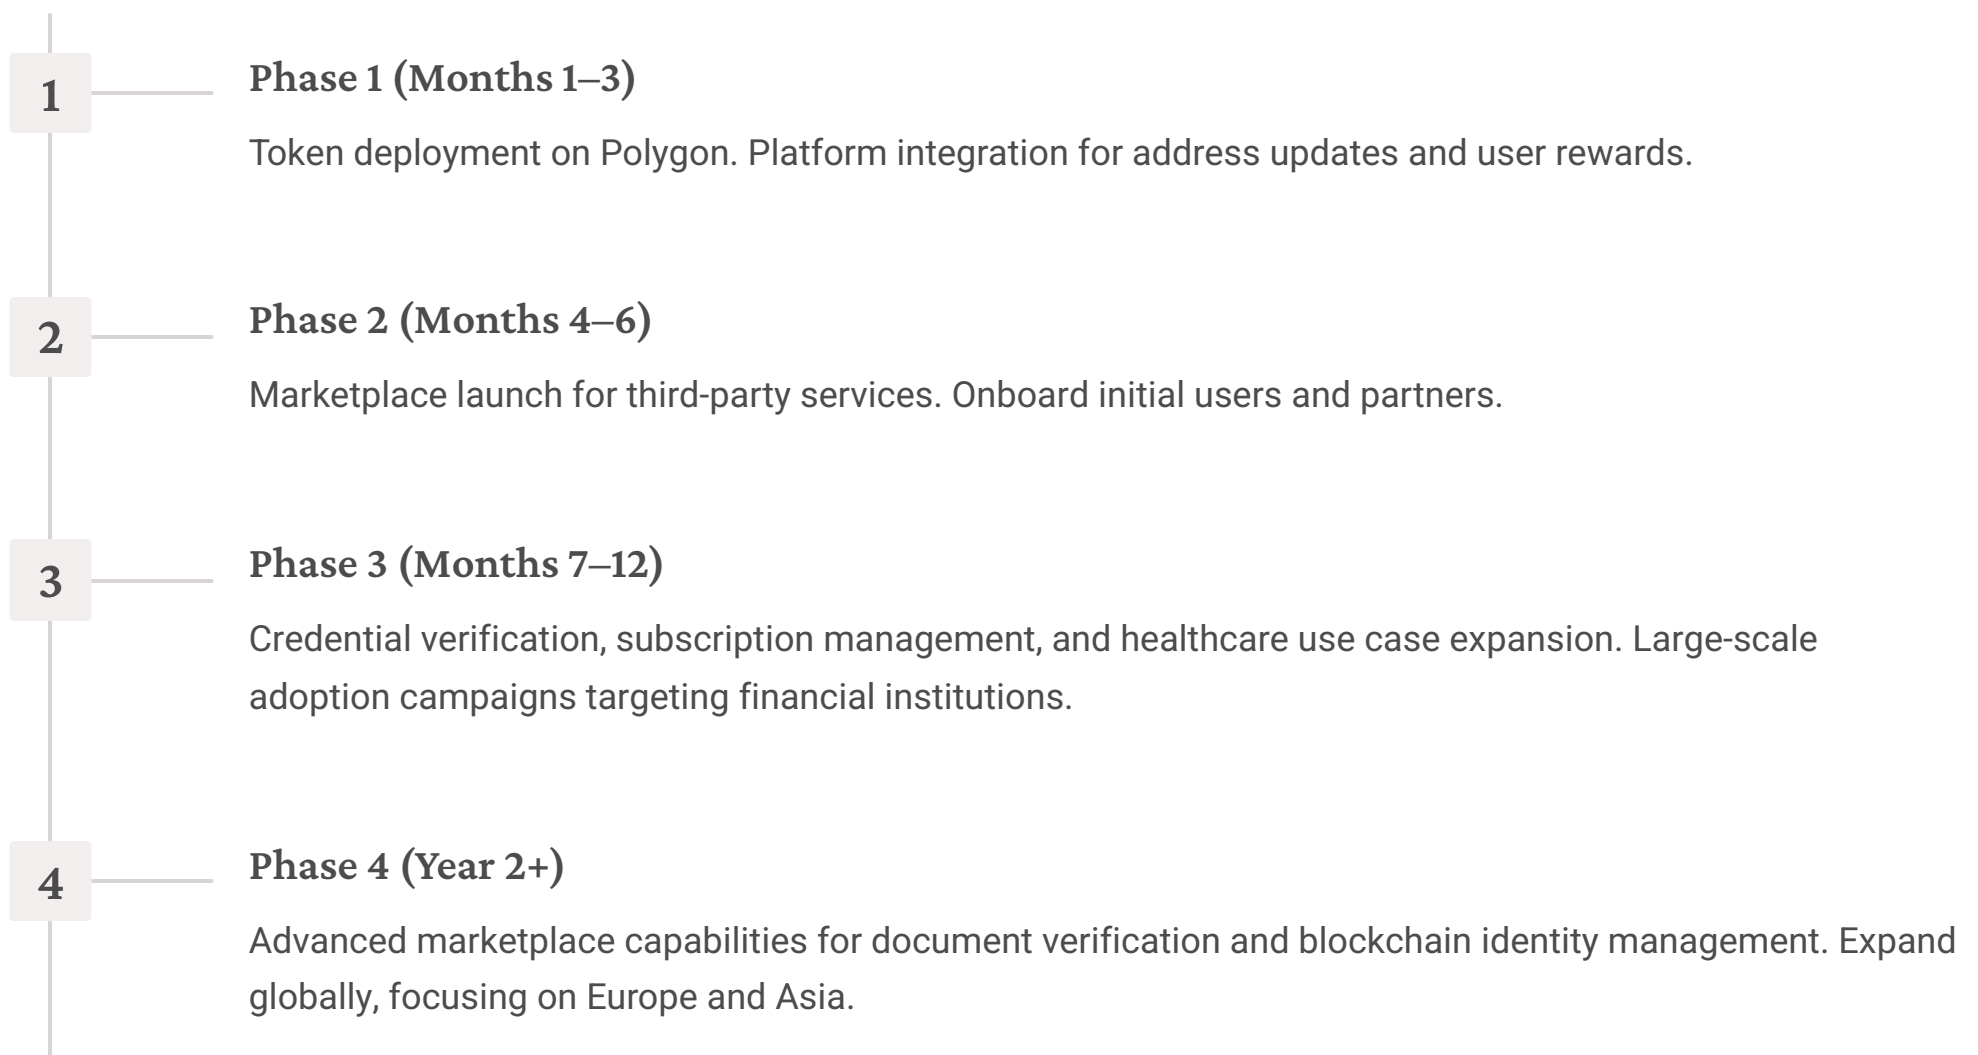 1
Phase 1 (Months 1–3)
Token deployment on Polygon. Platform integration for address updates and user rewards.
2
Phase 2 (Months 4–6)
Marketplace launch for third-party services. Onboard initial users and partners.
3
Phase 3 (Months 7–12)
Credential verification, subscription management, and healthcare use case expansion. Large-scale
adoption campaigns targeting financial institutions.
4
Phase 4 (Year 2+)
Advanced marketplace capabilities for document verification and blockchain identity management. Expand
globally, focusing on Europe and Asia.